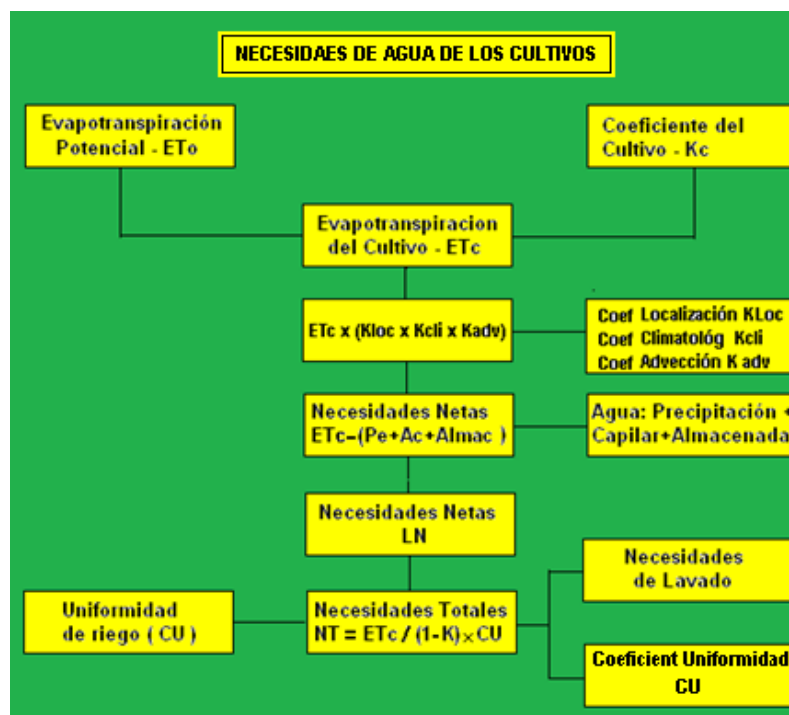 NECESIDAES DE AGUA DE LOS CULTIVOS
Evapotranspiración
Potencial - ETo
Coeficiente del
Cultivo - Kc
Evapotranspiracion
del Cultivo - ETc
ETc x (Kloc x Kcli x Kadv)
Coef Localización KLoc
Coef Climatológ Kcli
Coef Advección K adv
Necesidades Netas
ETc-(Pe+Ac+Almac )
Agua: Precipitación +
Capilar+Almacenada
Necesidades Netas
LN
Necesidades
de Lavado
Uniformidad
de riego ( CU )
Necesidades Totales
NT = ETc / (1-K)×CU
Coeficient Uniformidad
CU